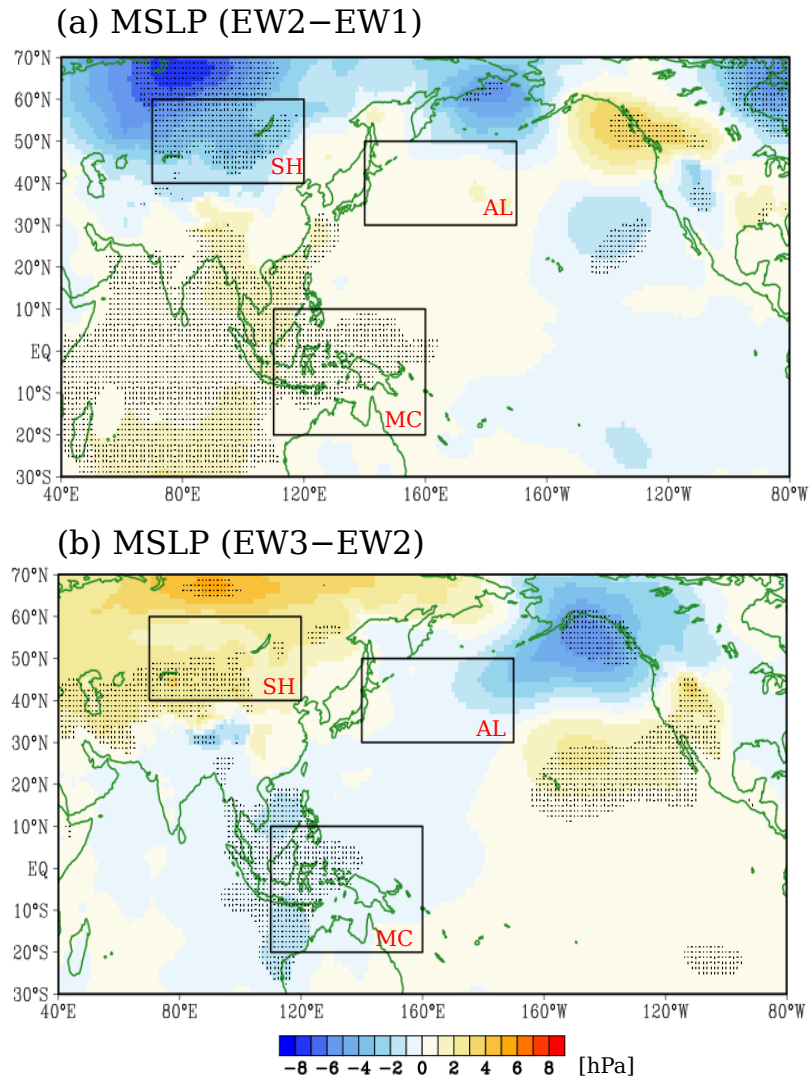 (a) MSLP (EW2−EW1)
70°N
60°N
50°N
40°N
30°N
20°N
10°N
EQ
10°S
20°S
30°S
SH
AL
MC
40°E 80°E 120°E 160°E 160°W 120°W 80°W
(b) MSLP (EW3−EW2)
70°N
60°N
50°N
40°N
30°N
20°N
10°N
EQ
10°S
20°S
30°S
SH
AL
MC
40°E 80°E 120°E 160°E 160°W 120°W 80°W
−8 −6 −4 −2 0 2 4 6 8 [hPa]